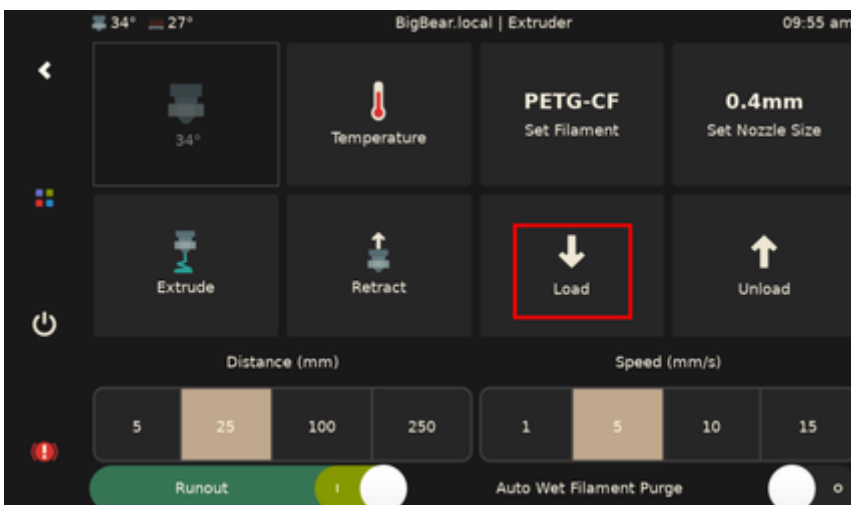 34° 27° BigBear.local | Extruder 09:55 am
34°
Temperature
PETG-CF
Set Filament
0.4mm
Set Nozzle Size
Extrude
Retract
Load
Unload
Distance (mm)
Speed (mm/s)
5 25 100 250
1 5 10 15
Runout
Auto Wet Filament Purge